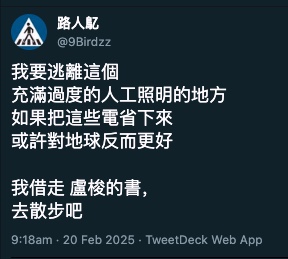 路人鳦
@9Birdzz
我要逃離這個
充滿過度的人工照明的地方
如果把這些電省下來
或許對地球反而更好
我借走 盧梭的書,
去散步吧
9:18am · 20 Feb 2025 · TweetDeck Web App